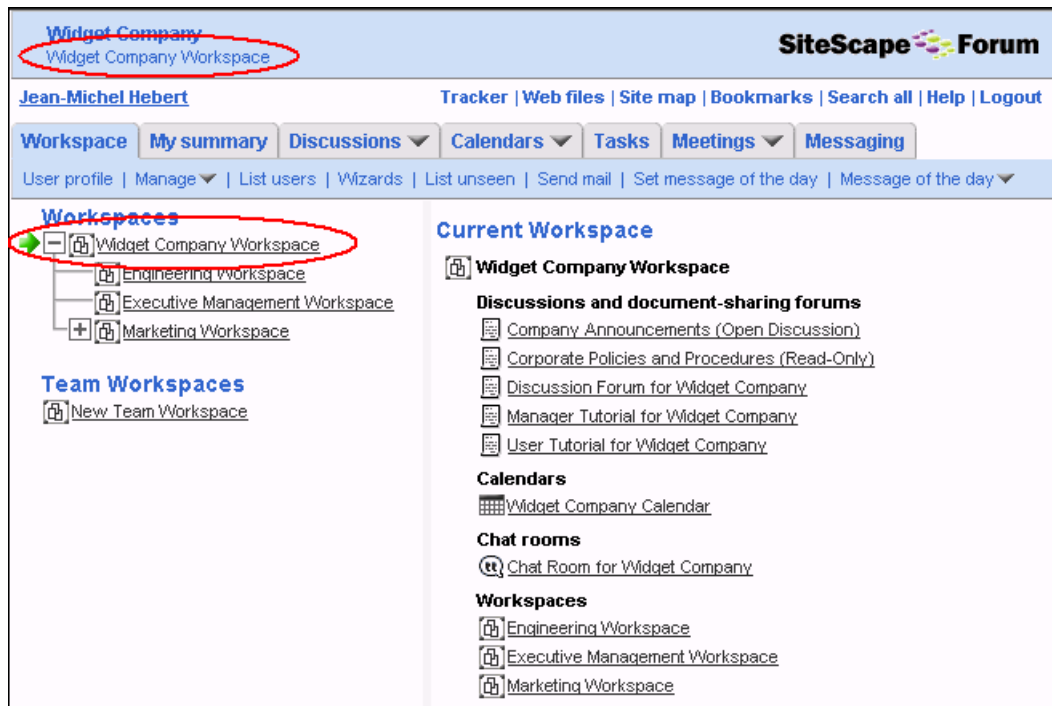 Widget Company
Widget Company Workspace
SiteScape Forum
Jean-Michel Hebert
Tracker | Web files | Site map | Bookmarks | Search all | Help | Logout
Workspace My summary Discussions Calendars Tasks Meetings Messaging
User profile | Manage | List users | Wizards | List unseen | Send mail | Set message of the day | Message of the day
Workspaces
Widget Company Workspace
Engineering Workspace
Executive Management Workspace
Marketing Workspace
Team Workspaces
New Team Workspace
Current Workspace
Widget Company Workspace
Discussions and document-sharing forums
Company Announcements (Open Discussion)
Corporate Policies and Procedures (Read-Only)
Discussion Forum for Widget Company
Manager Tutorial for Widget Company
User Tutorial for Widget Company
Calendars
Widget Company Calendar
Chat rooms
Chat Room for Widget Company
Workspaces
Engineering Workspace
Executive Management Workspace
Marketing Workspace